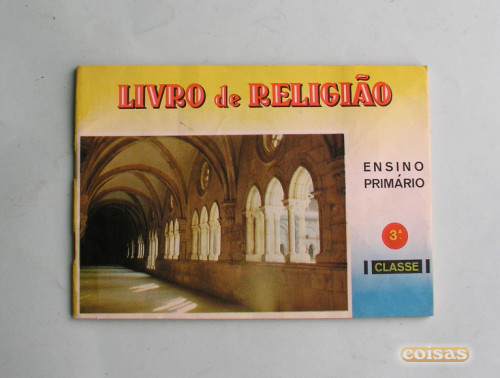 LIVRO de RELIGIÃO
ENSINO
PRIMÁRIO
3.ª
CLASSE
coisas